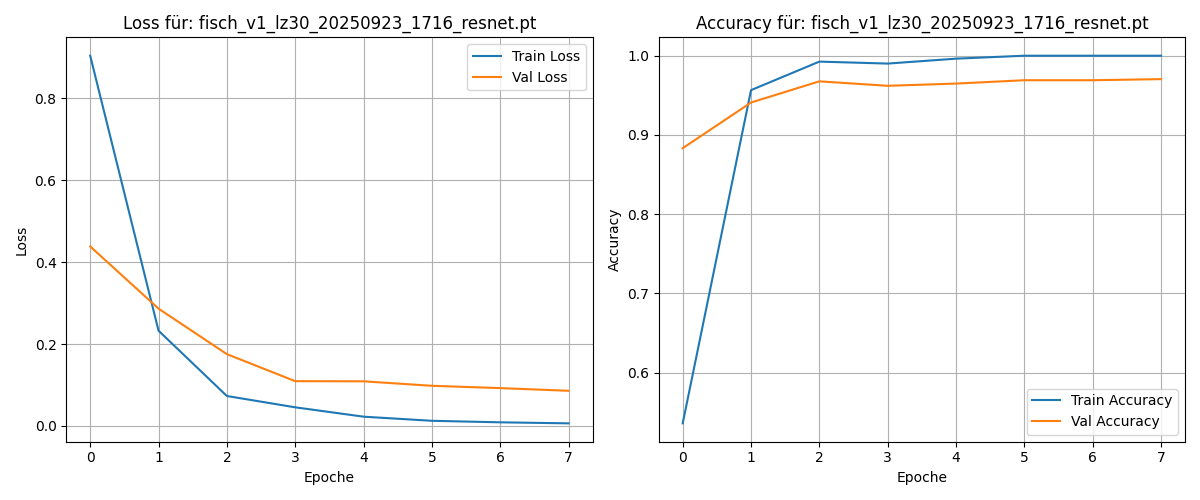 Loss für: fisch_v1_lz30_20250923_1716_resnet.pt
Train Loss
Val Loss
0.8
0.6
0.4
0.2
0.0
Loss
0 1 2 3 4 5 6 7
Epoche
Accuracy für: fisch_v1_lz30_20250923_1716_resnet.pt
1.0
0.9
0.8
0.7
0.6
Accuracy
Train Accuracy
Val Accuracy
0 1 2 3 4 5 6 7
Epoche